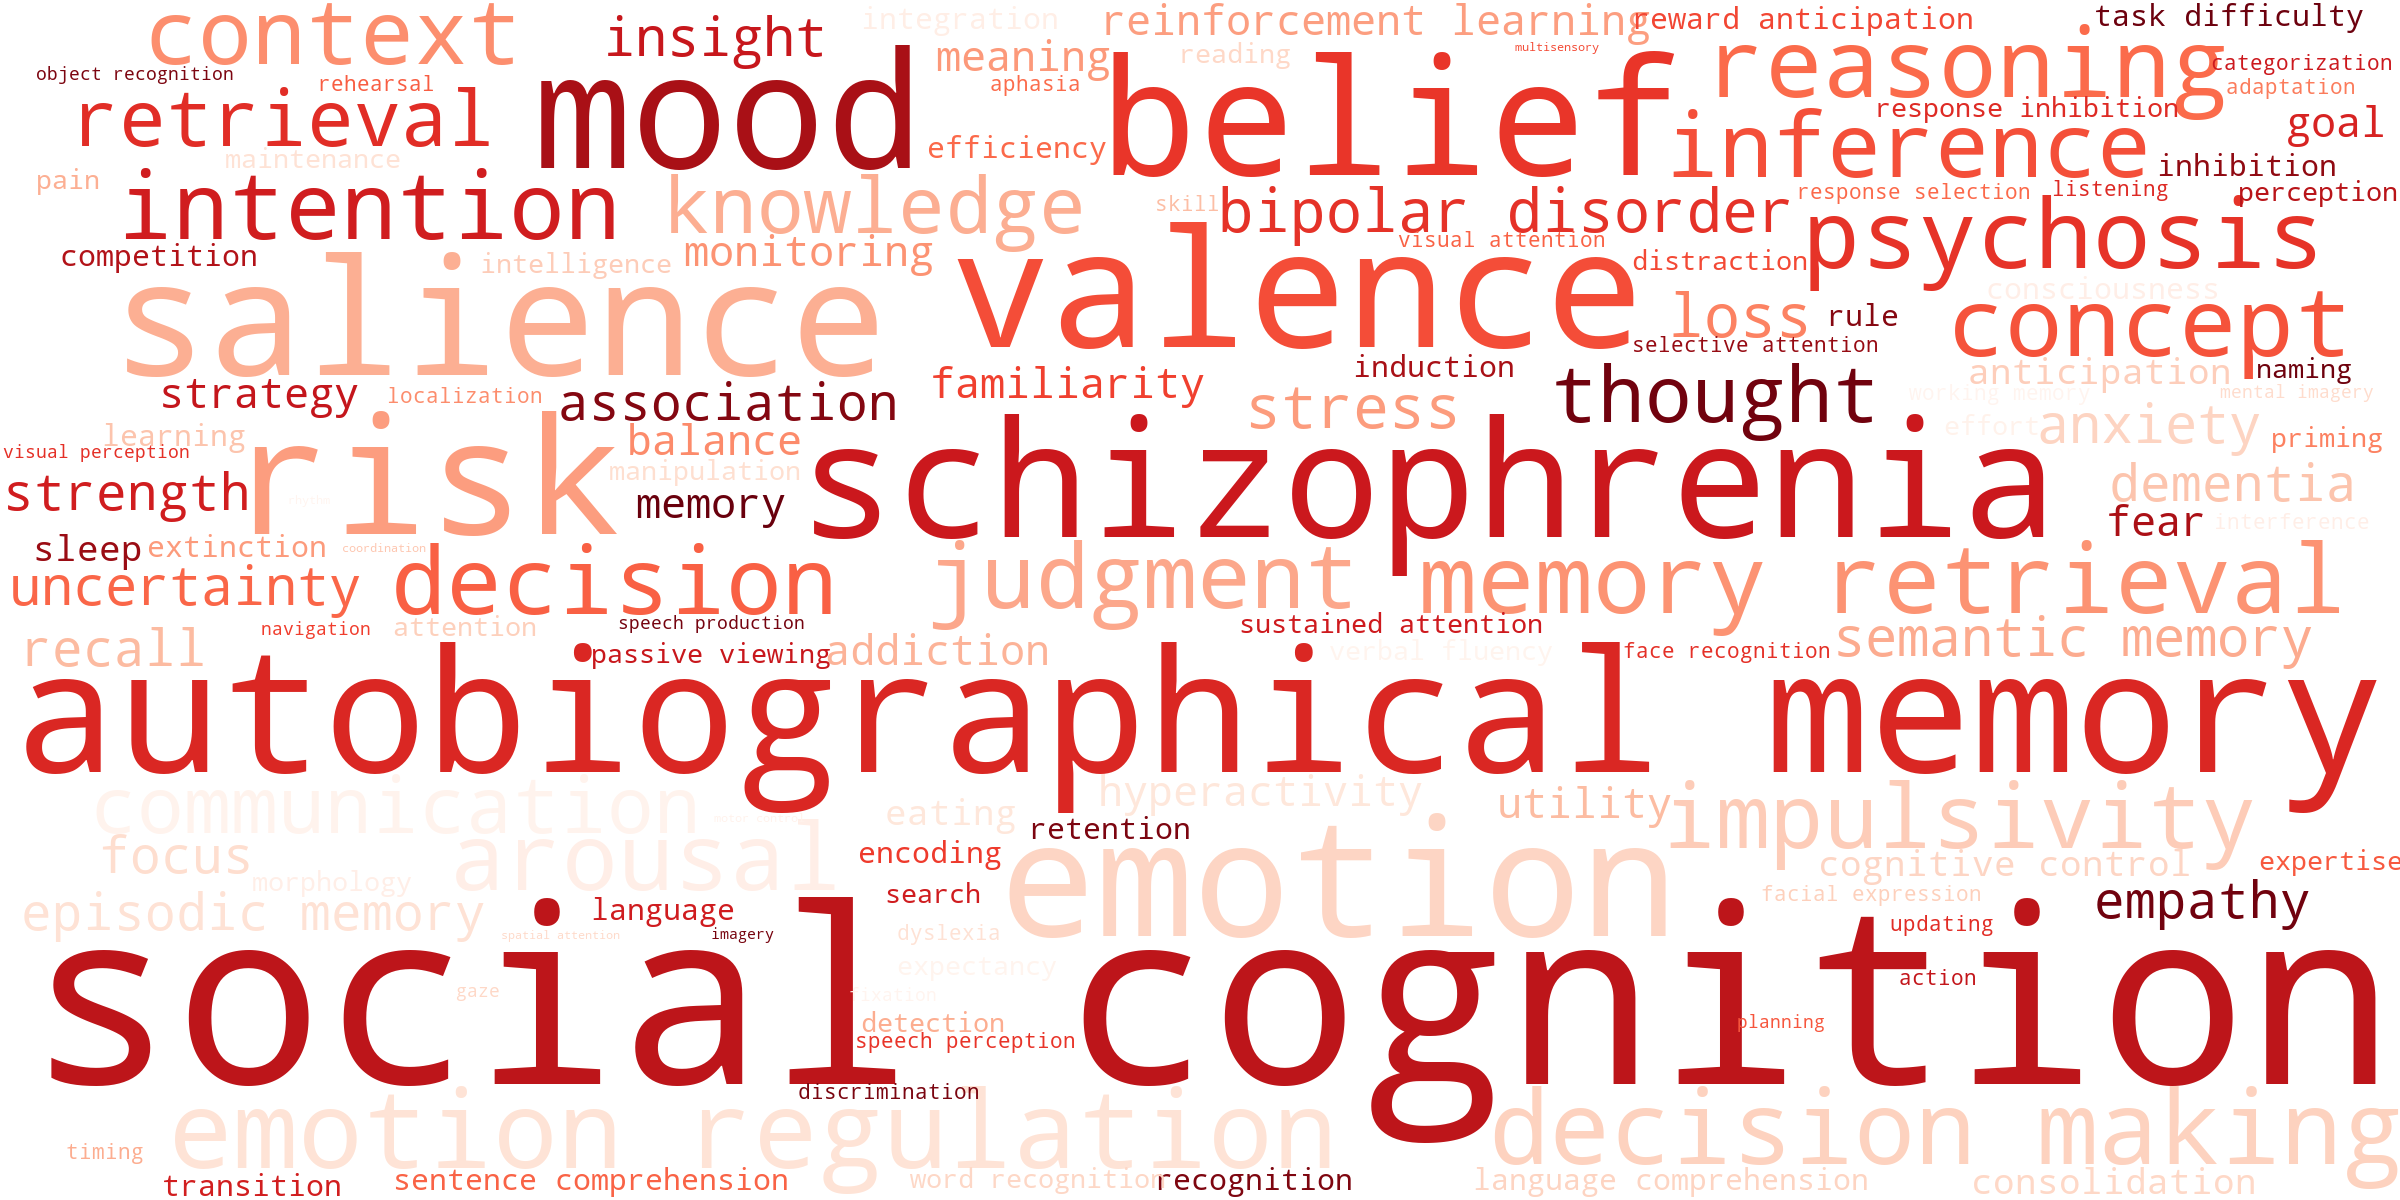 context
insight
integration
reinforcement learning
reward anticipation
task difficulty
object recognition
rehearsal
mood
meaning
reading
multisensory
belief
reasoning
categorization
aphasia
adaptation
retrieval
efficiency
response inhibition
goal
maintenance
inference
inhibition
pain
intention
knowledge
skill
bipolar disorder
response selection
listening
perception
competition
intelligence
monitoring
visual attention
distraction
psychosis
salience
valence
loss
consciousness
rule
concept
selective attention
strategy
localization
association
familiarity
induction
thought
anticipation
naming
working memory
mental imagery
learning
risk
balance
stress
effort
anxiety
priming
visual perception
manipulation
schizophrenia
strength
rhythm
memory
dementia
fear
interference
sleep
extinction
coordination
uncertainty
decision
judgment
memory retrieval
recall
navigation
attention
speech production
passive viewing
addiction
sustained attention
verbal fluency
face recognition
semantic memory
autobiographical memory
communication
motor control
eating
hyperactivity
utility
impulsivity
focus
arousal
retention
emotion
encoding
cognitive control
expertise
morphology
search
facial expression
empathy
episodic memory
language
spatial attention
imagery
dyslexia
updating
expectancy
social cognition
gaze
fixation
action
detection
planning
speech perception
discrimination
emotion regulation
decision making
timing
transition
sentence comprehension
word recognition
recognition
language comprehension
consolidation